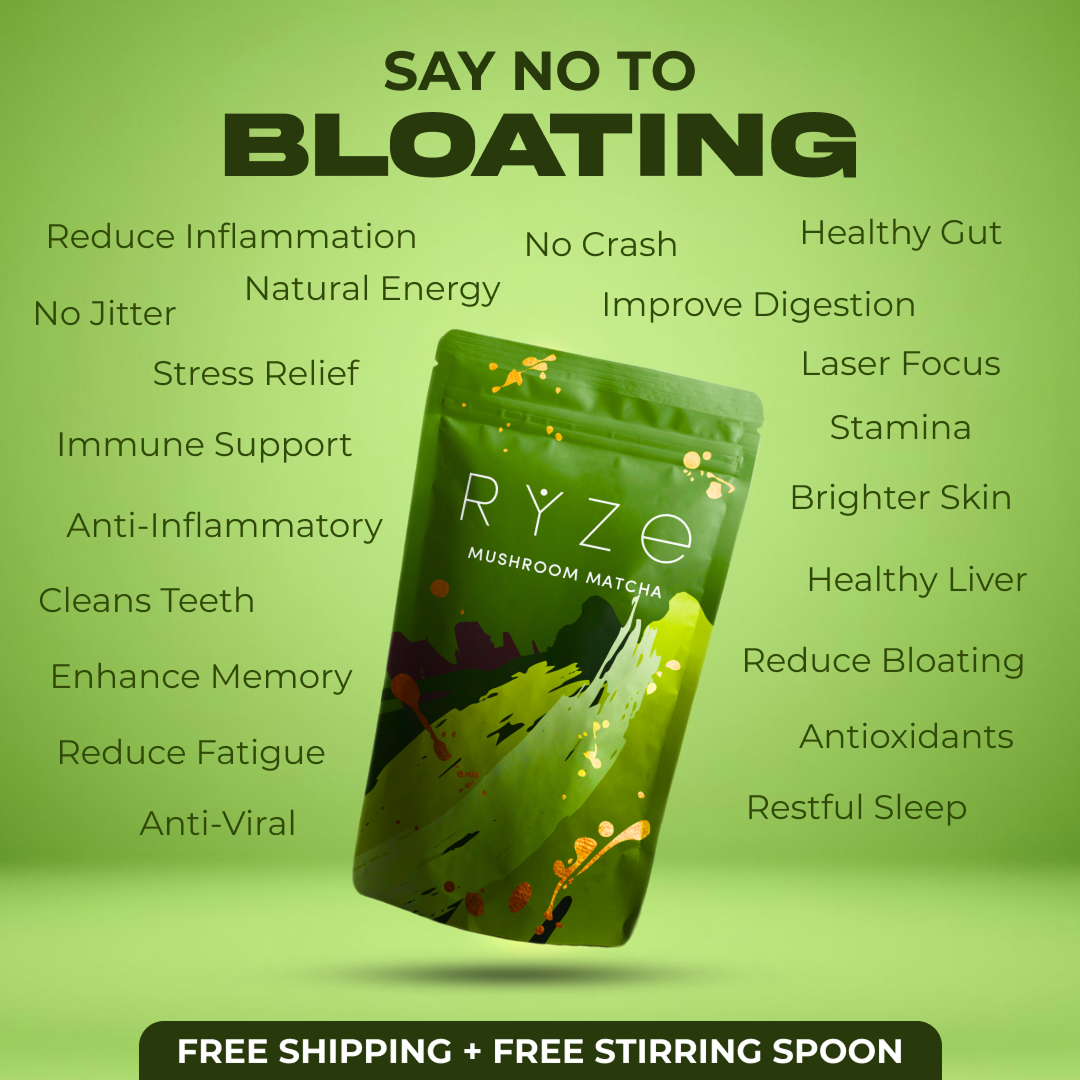 SAY NO TO
BLOATING
Reduce Inflammation
No Crash
Healthy Gut
Natural Energy
No Jitter
Improve Digestion
Stress Relief
Laser Focus
Immune Support
Stamina
Brighter Skin
Anti-Inflammatory
RYZe
MUSHROOM MATCHA
Healthy Liver
Cleans Teeth
Reduce Bloating
Enhance Memory
Antioxidants
Reduce Fatigue
Restful Sleep
Anti-Viral
FREE SHIPPING + FREE STIRRING SPOON